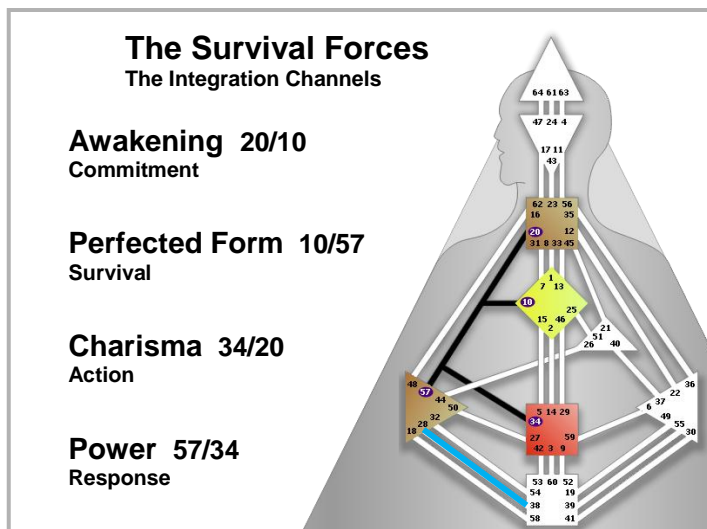 The Survival Forces
The Integration Channels
Awakening 20/10
Commitment
Perfected Form 10/57
Survival
Charisma 34/20
Action
Power 57/34
Response
64 61 63
47 24 4
17 11
43
62 23 56
16 35
20 12
31 8 33 45
1
7 13
10
25
15 46
2
21
51
26 40
48
57
44
50
32
28
18
5 14 29
34
27 59
42 3 9
36
22
37
6
49
55
30
53 60 52
54 19
38 39
58 41